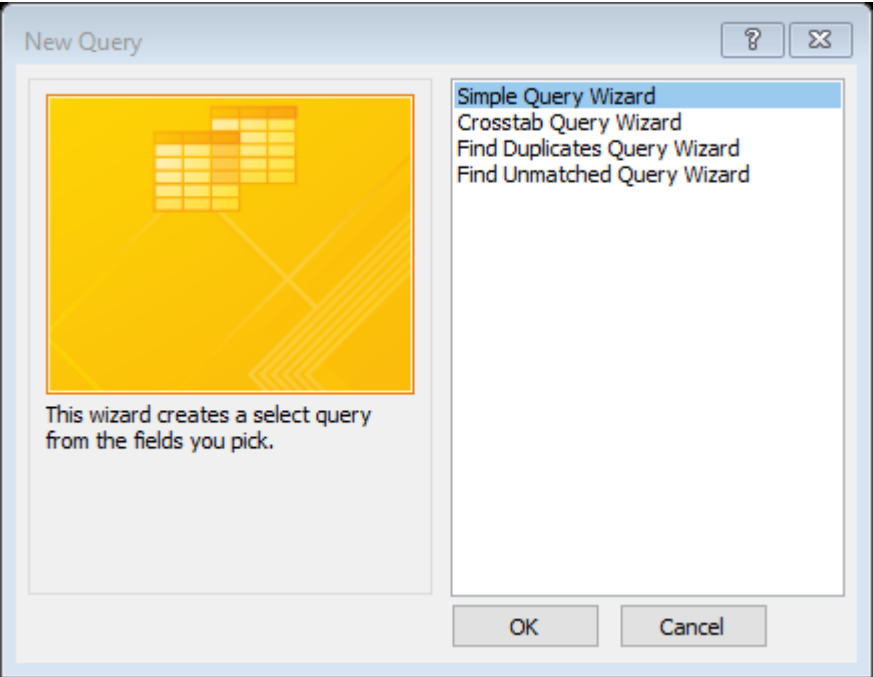 New Query
This wizard creates a select query
from the fields you pick.
Simple Query Wizard
Crosstab Query Wizard
Find Duplicates Query Wizard
Find Unmatched Query Wizard
OK
Cancel